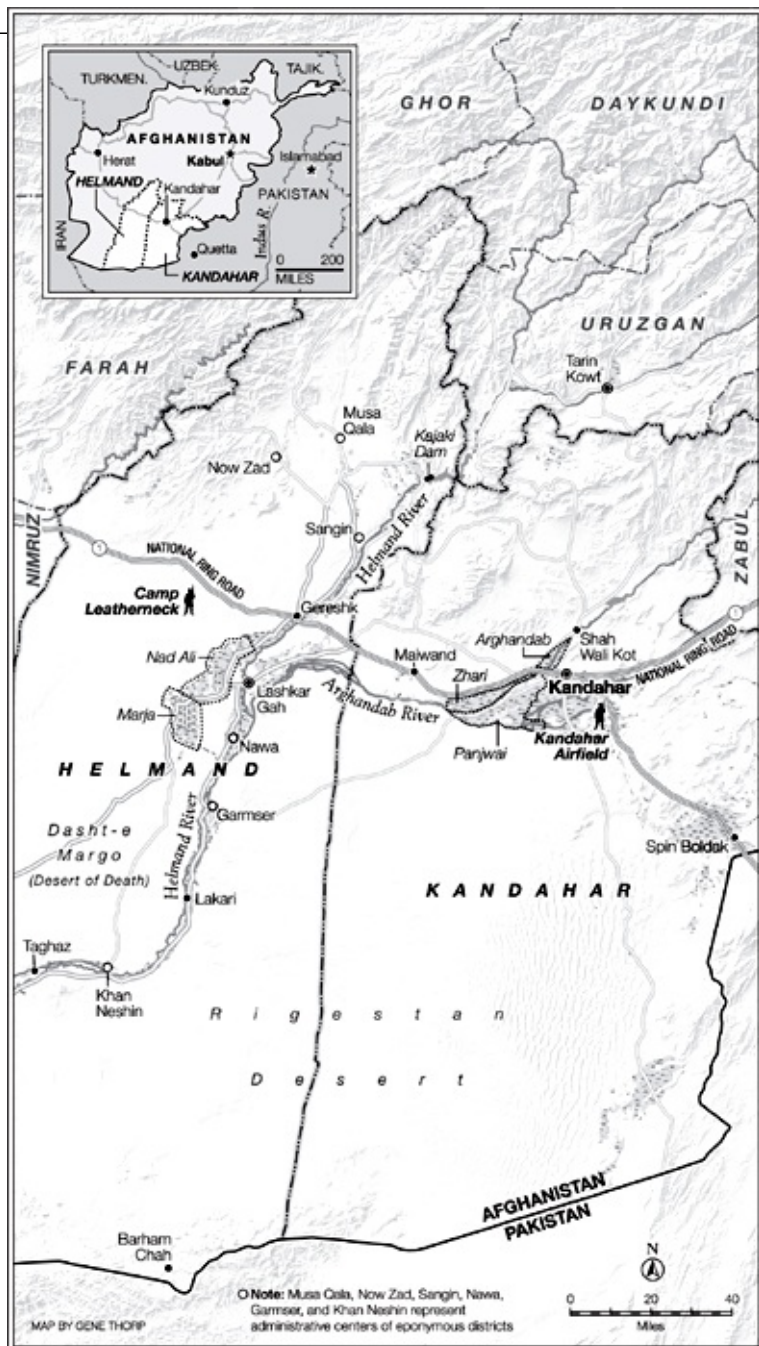 UZBEK.
TURKMEN.
TAJIK.
Kunduz
AFGHANISTAN
Herat
Kabul
Islamabad
HELMAND
Kandahar
PAKISTAN
IRAN
Indus R.
Quetta
KANDAHAR
0 200
MILES
GHOR
DAYKUNDI
URUZGAN
FARAH
Tarin
Kowt
Musa
Qala
Now Zad
Kajaki
Dam
Sangin
Helmand River
NIMRUZ
ZABUL
1
NATIONAL RING ROAD
Camp
Leatherneck
Gereshk
1
NATIONAL RING ROAD
Arghandab
Shah
Wali Kot
Nad Ali
Maiwand
Zhari
Kandahar
Lashkar
Gah
Arghandab River
Marja
Panjwai
Kandahar
Airfield
Nawa
HELMAND
Garmser
Helmand River
Dasht-e
Margo
(Desert of Death)
Spin Boldak
KANDAHAR
Lakari
Taghaz
Khan
Neshin
Rigestan
Desert
AFGHANISTAN
PAKISTAN
Barham
Chah
N
Note: Musa Qala, Now Zad, Sangin, Nawa,
Garmser, and Khan Neshin represent
administrative centers of eponymous districts
0 20 40
Miles
MAP BY GENE THORP